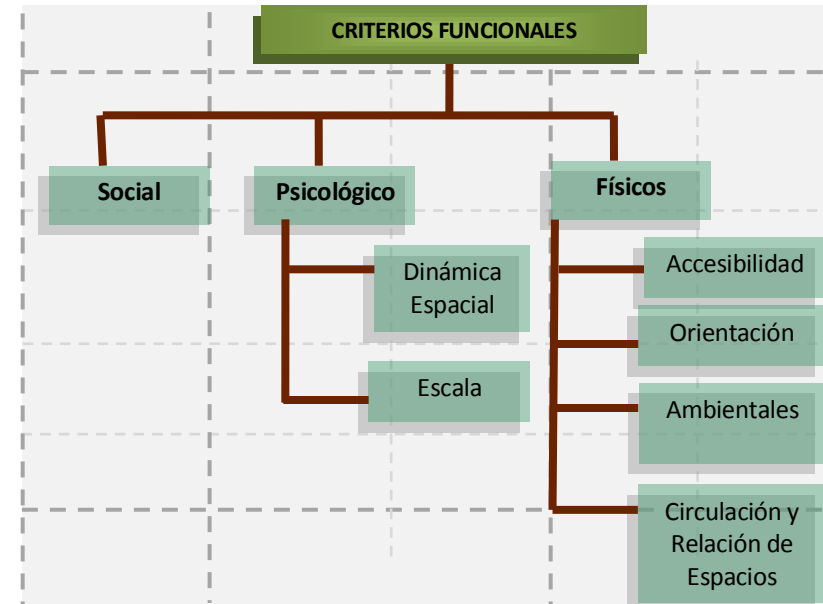 CRITERIOS FUNCIONALES
Social
Psicológico
Físicos
Dinámica
Espacial
Escala
Accesibilidad
Orientación
Ambientales
Circulación y
Relación de
Espacios